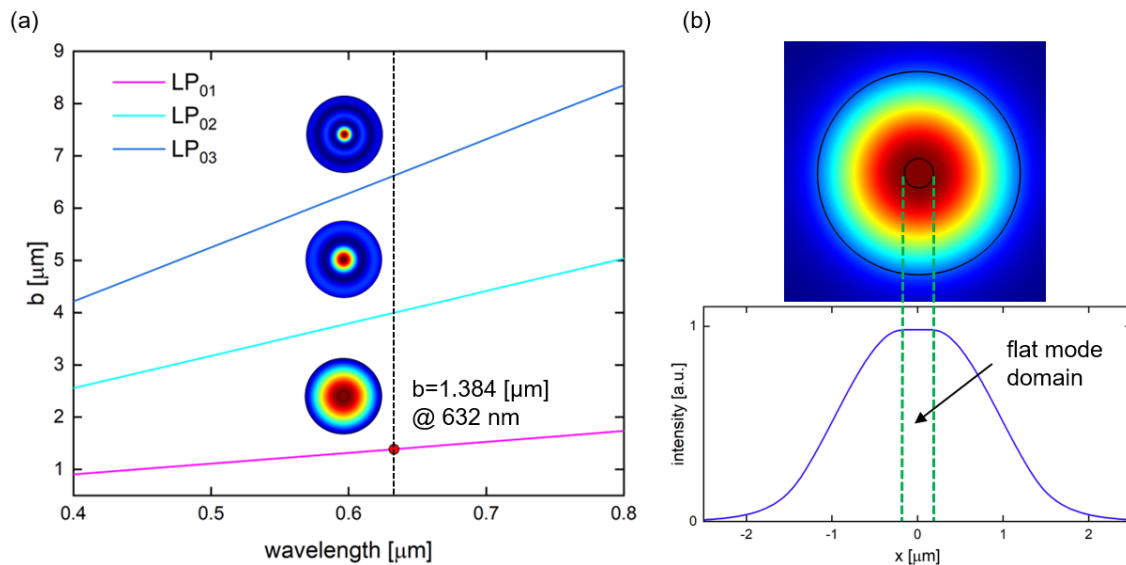 (a)
9
8
7
6
5
4
3
2
1
b [µm]
LP01
LP02
LP03
b=1.384 [µm]
@ 632 nm
0.4 0.5 0.6 0.7 0.8
wavelength [µm]
(b)
1
0
intensity [a.u.]
flat mode
domain
-2 -1 0 1 2
x [µm]